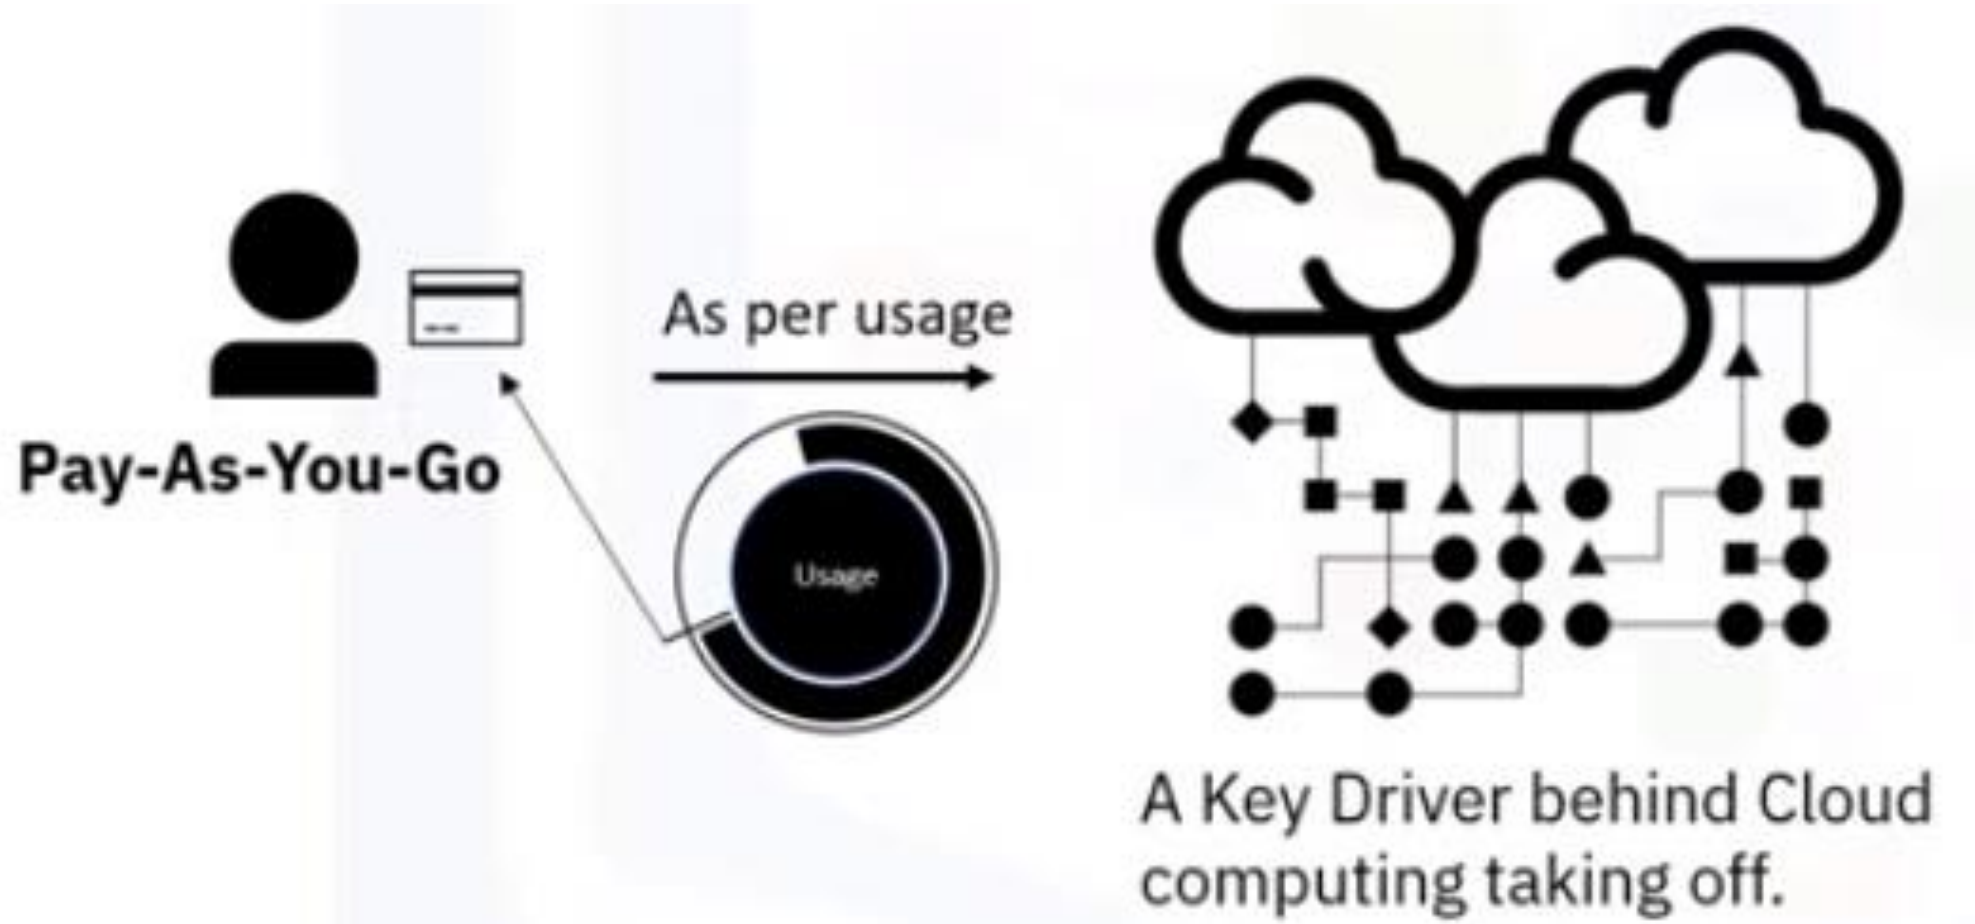 Pay-As-You-Go
As per usage
Usage
A Key Driver behind Cloud
computing taking off.